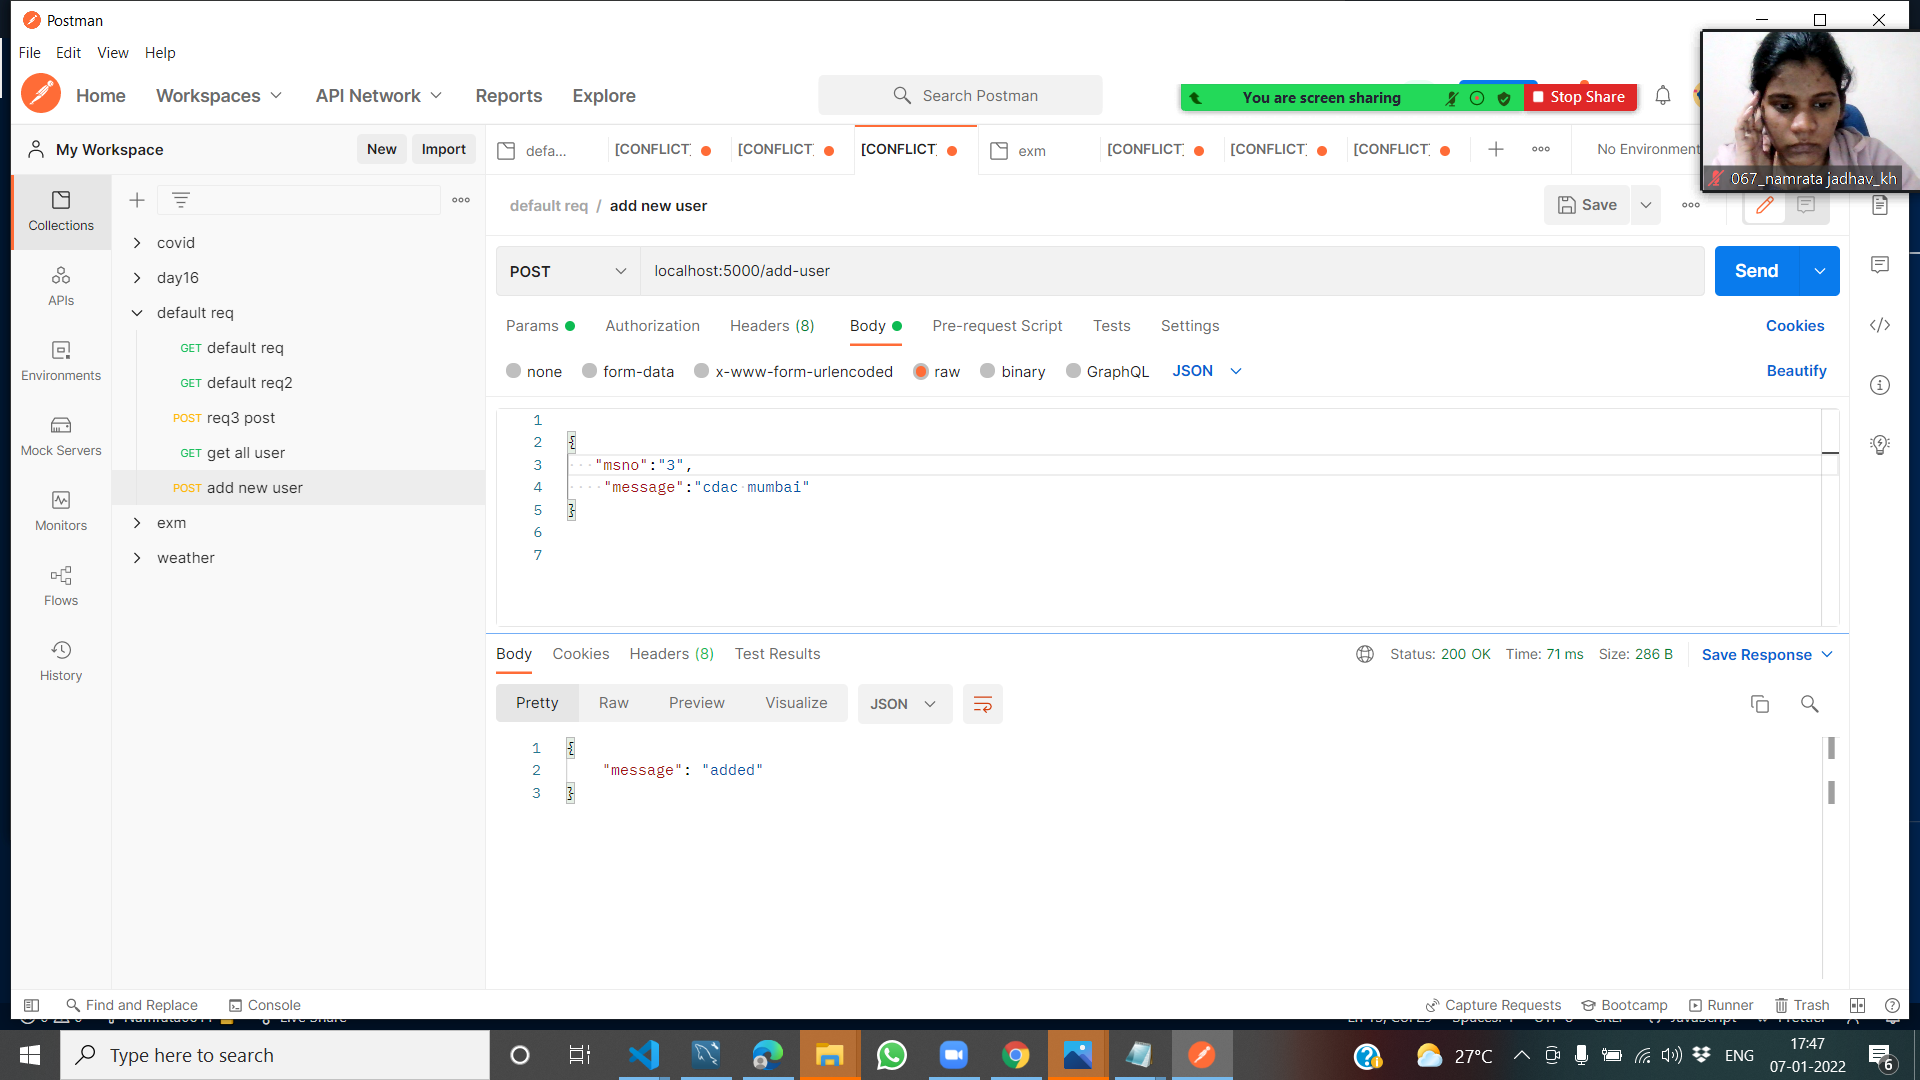 Postman
File Edit View Help
Home Workspaces API Network Reports Explore
Search Postman
You are screen sharing
Stop Share
067_namrata jadhav_kh
My Workspace
New Import
defa...
[CONFLICT]
[CONFLICT]
[CONFLICT]
exm
[CONFLICT]
[CONFLICT]
[CONFLICT]
No Environment
Collections
APIs
Environments
Mock Servers
Monitors
Flows
History
covid
day16
default req
GET default req
GET default req2
POST req3 post
GET get all user
POST add new user
exm
weather
default req / add new user
Save
POST localhost:5000/add-user
Send
Params Authorization Headers (8) Body Pre-request Script Tests Settings
Cookies
none form-data x-www-form-urlencoded raw binary GraphQL JSON
Beautify
1
2 {
3 "msno":"3",
4 "message":"cdac mumbai"
5 }
6
7
Body Cookies Headers (8) Test Results
Status: 200 OK Time: 71 ms Size: 286 B Save Response
Pretty Raw Preview Visualize JSON
1 {
2 "message": "added"
3 }
Find and Replace Console
Capture Requests Bootcamp Runner Trash
Type here to search
27°C
ENG
17:47
07-01-2022
6